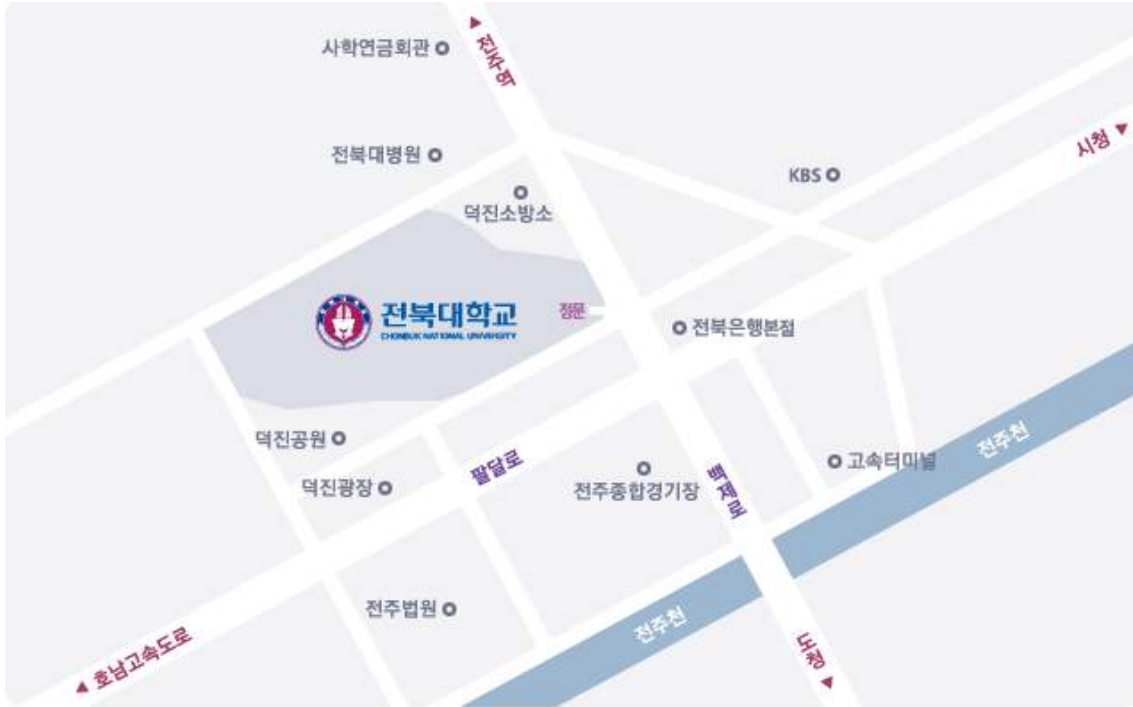 사학연금회관
▲ 전주역
전북대병원
시청 ▶
KBS
덕진소방소
전북대학교
CHONBUK NATIONAL UNIVERSITY
정문
전북은행본점
덕진공원
팔달로
덕진광장
전주종합경기장
백제로
고속터미널
전주천
전주법원
전주천
◀ 호남고속도로
도청 ▶